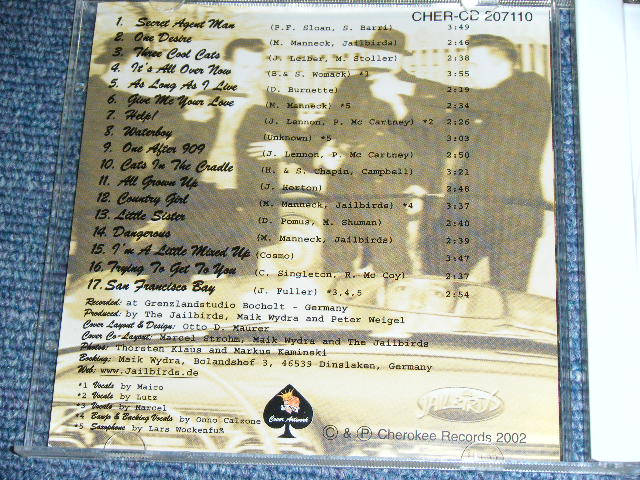 CHER-CD 207110
1. Secret Agent Man (P.F. Sloan, S. Barri) 3:49
2. One Desire (M. Manneck, Jailbirds) 2:46
3. Three Cool Cats (J. Leiber, M. Stoller) 2:38
4. It's All Over Now (B.& S. Womack) *1 3:55
5. As Long As I Live (D. Burnette) 2:19
6. Give Me Your Love (M. Manneck) *5 2:34
7. Help! (J. Lennon, P. Mc Cartney) *2 2:26
8. Waterboy (Unknown) *5 3:03
9. One After 909 (J. Lennon, P. Mc Cartney) 2:50
10. Cats In The Cradle (H. & S. Chapin, Campbell) 3:21
11. All Grown Up (J. Horton) 2:48
12. Country Girl (M. Manneck, Jailbirds) *4 3:37
13. Little Sister (D. Pomus, M. Shuman) 2:40
14. Dangerous (M. Manneck, Jailbirds) 2:39
15. I'm A Little Mixed Up (Cosmo) 3:47
16. Trying To Get To You (C. Singleton, R. Mc Coy) 2:37
17. San Francisco Bay (J. Fuller) *3,4,5 2:54
Recorded: at Grenzlandstudio Bocholt - Germany
Produced: by The Jailbirds, Maik Wydra and Peter Weigel
Cover Layout & Design: Otto D. Maurer
Cover Co-Layout: Marcel Strohm, Maik Wydra and The Jailbirds
Photos: Thorsten Klaus and Markus Kaminski
Booking: Maik Wydra, Bolandshof 3, 46539 Dinslaken, Germany
Web: www.Jailbirds.de
*1 Vocals by Maico
*2 Vocals by Lutz
*3 Vocals by Marcel
*4 Banjo & Backing Vocals by Onno Calzone
*5 Saxophone by Lars Wockenfuß
Cover Artwork
JAILBIRDS
© & ℗ Cherokee Records 2002